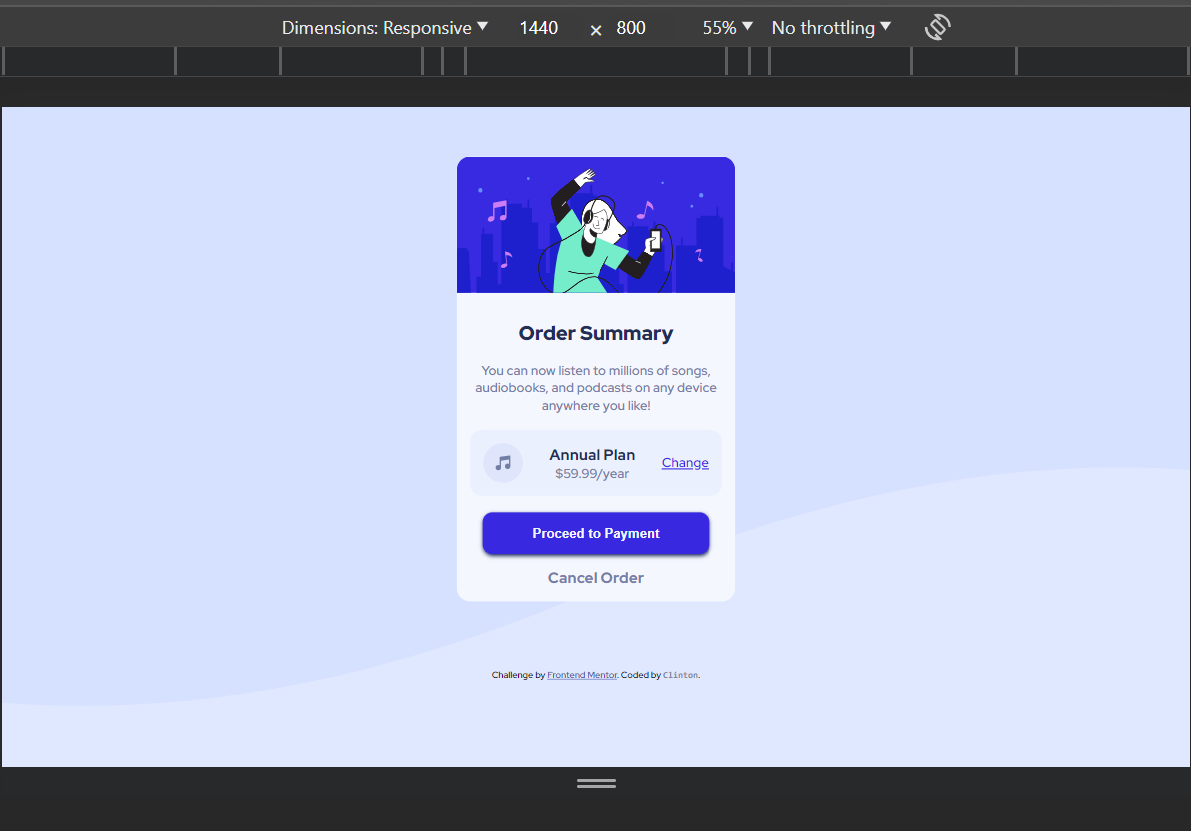 Dimensions: Responsive 1440 × 800 55% No throttling
Order Summary
You can now listen to millions of songs,
audiobooks, and podcasts on any device
anywhere you like!
Annual Plan
$59.99/year
Change
Proceed to Payment
Cancel Order
Challenge by Frontend Mentor. Coded by Clinton.